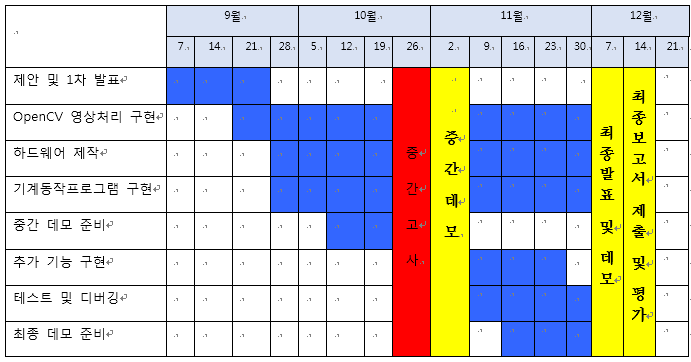 9월 10월 11월 12월
7. 14. 21. 28. 5. 12. 19. 26. 2. 9. 16. 23. 30. 7. 14. 21.
제안 및 1차 발표
OpenCV 영상처리 구현
하드웨어 제작
기계동작프로그램 구현
중간 데모 준비
추가 기능 구현
테스트 및 디버깅
최종 데모 준비
중간고사
중간데모
최종발표 및 데모
최종보고서 제출 및 평가